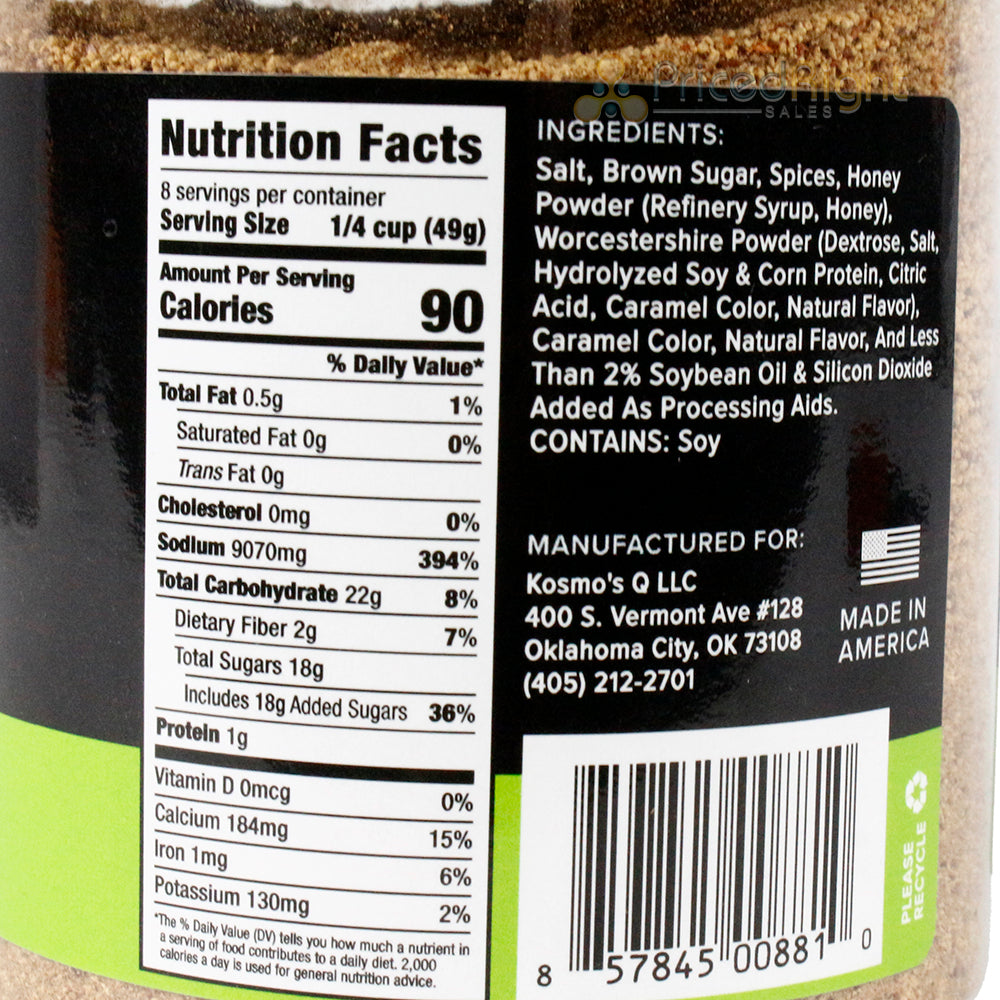 PricedRight
SALES
Nutrition Facts
8 servings per container
Serving Size 1/4 cup (49g)
Amount Per Serving
Calories 90
% Daily Value*
Total Fat 0.5g 1%
Saturated Fat 0g 0%
Trans Fat 0g
Cholesterol 0mg 0%
Sodium 9070mg 394%
Total Carbohydrate 22g 8%
Dietary Fiber 2g 7%
Total Sugars 18g
Includes 18g Added Sugars 36%
Protein 1g
Vitamin D 0mcg 0%
Calcium 184mg 15%
Iron 1mg 6%
Potassium 130mg 2%
*The % Daily Value (DV) tells you how much a nutrient in
a serving of food contributes to a daily diet. 2,000
calories a day is used for general nutrition advice.
INGREDIENTS:
Salt, Brown Sugar, Spices, Honey
Powder (Refinery Syrup, Honey),
Worcestershire Powder (Dextrose, Salt,
Hydrolyzed Soy & Corn Protein, Citric
Acid, Caramel Color, Natural Flavor),
Caramel Color, Natural Flavor, And Less
Than 2% Soybean Oil & Silicon Dioxide
Added As Processing Aids.
CONTAINS: Soy
MANUFACTURED FOR:
Kosmo's Q LLC
400 S. Vermont Ave #128
Oklahoma City, OK 73108
(405) 212-2701
MADE IN
AMERICA
8 57845 00881 0
PLEASE
RECYCLE